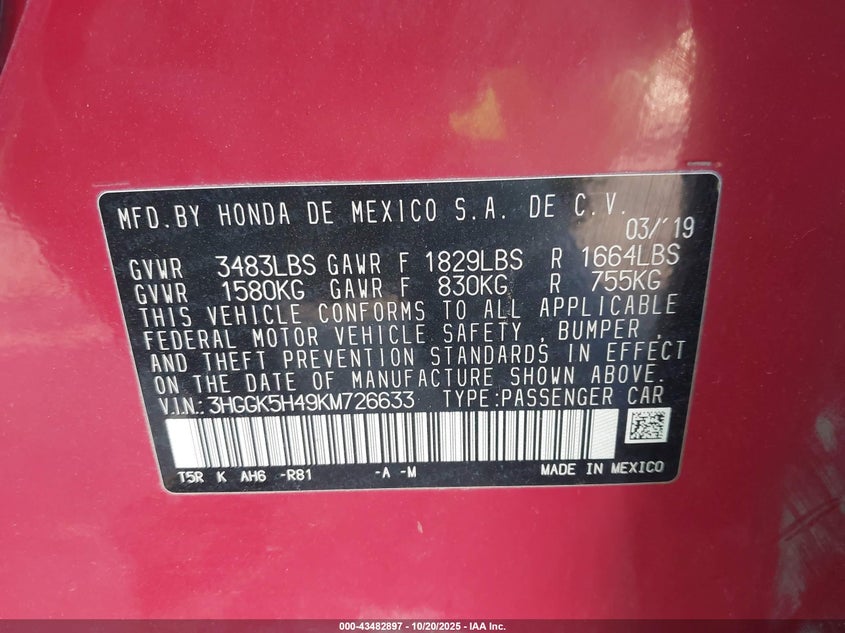 MFD. BY HONDA DE MEXICO S.A. DE C.V.
03/'19
GVWR 3483LBS GAWR F 1829LBS R 1664LBS
GVWR 1580KG GAWR F 830KG R 755KG
THIS VEHICLE CONFORMS TO ALL APPLICABLE
FEDERAL MOTOR VEHICLE SAFETY , BUMPER ,
AND THEFT PREVENTION STANDARDS IN EFFECT
ON THE DATE OF MANUFACTURE SHOWN ABOVE.
V.I.N.:3HGGK5H49KM726633 TYPE:PASSENGER CAR
T5R K AH6 -R81 -A -M MADE IN MEXICO
000-43482897 - 10/20/2025 - IAA Inc.